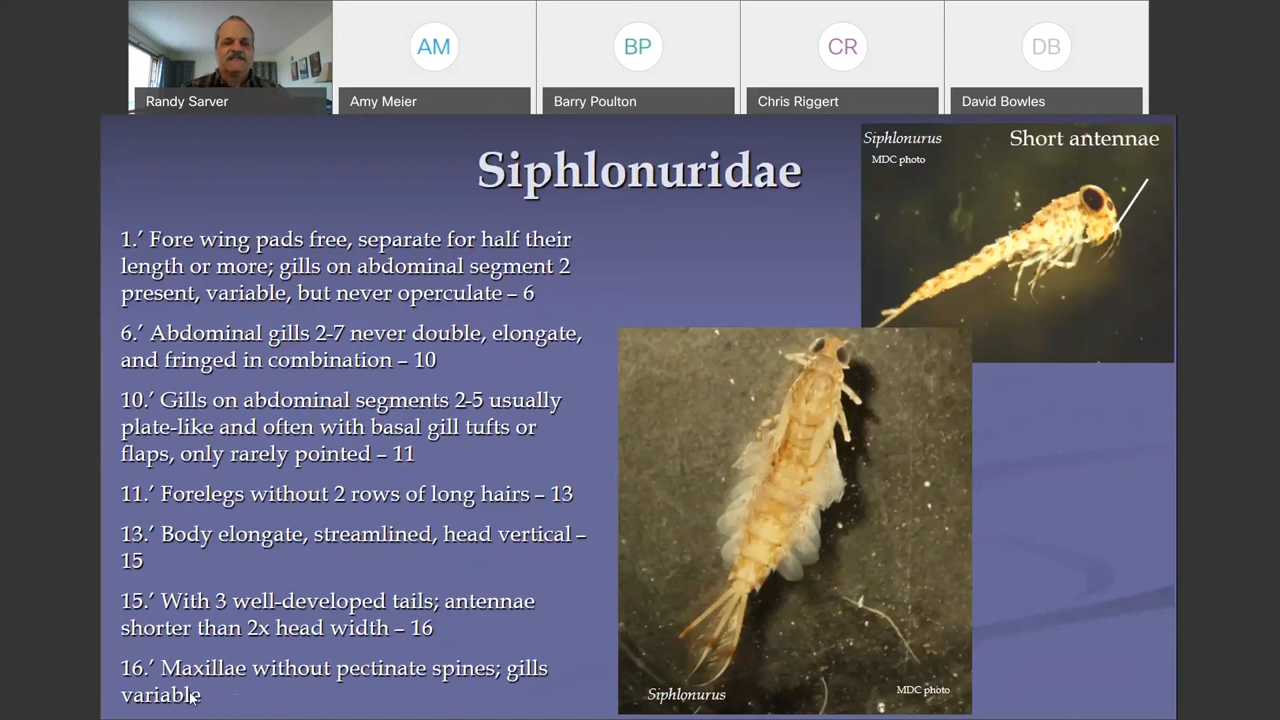 AM
BP
CR
DB
Randy Sarver
Amy Meier
Barry Poulton
Chris Riggert
David Bowles
Siphlonuridae
Siphlonurus
MDC photo
Short antennae
1.′ Fore wing pads free, separate for half their
length or more; gills on abdominal segment 2
present, variable, but never operculate – 6
6.′ Abdominal gills 2-7 never double, elongate,
and fringed in combination – 10
10.′ Gills on abdominal segments 2-5 usually
plate-like and often with basal gill tufts or
flaps, only rarely pointed – 11
11.′ Forelegs without 2 rows of long hairs – 13
13.′ Body elongate, streamlined, head vertical –
15
15.′ With 3 well-developed tails; antennae
shorter than 2x head width – 16
16.′ Maxillae without pectinate spines; gills
variable
Siphlonurus
MDC photo